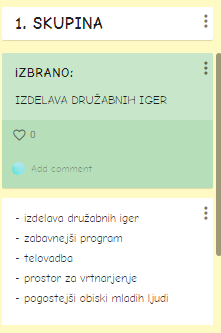 1. SKUPINA
IZBRANO:
IZDELAVA DRUŽABNIH IGER
0
Add comment
- izdelava družabnih iger
- zabavnejši program
- telovadba
- prostor za vrtnarjenje
- pogostejši obiski mladih ljudi